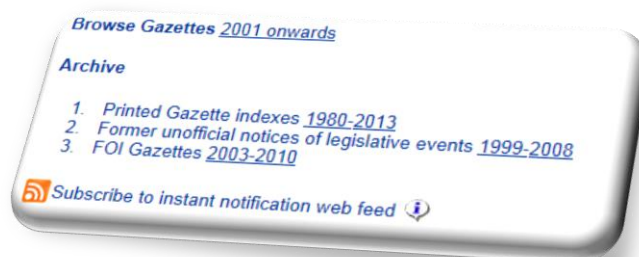 Browse Gazettes 2001 onwards
Archive
1. Printed Gazette indexes 1980-2013
2. Former unofficial notices of legislative events 1999-2008
3. FOI Gazettes 2003-2010
Subscribe to instant notification web feed